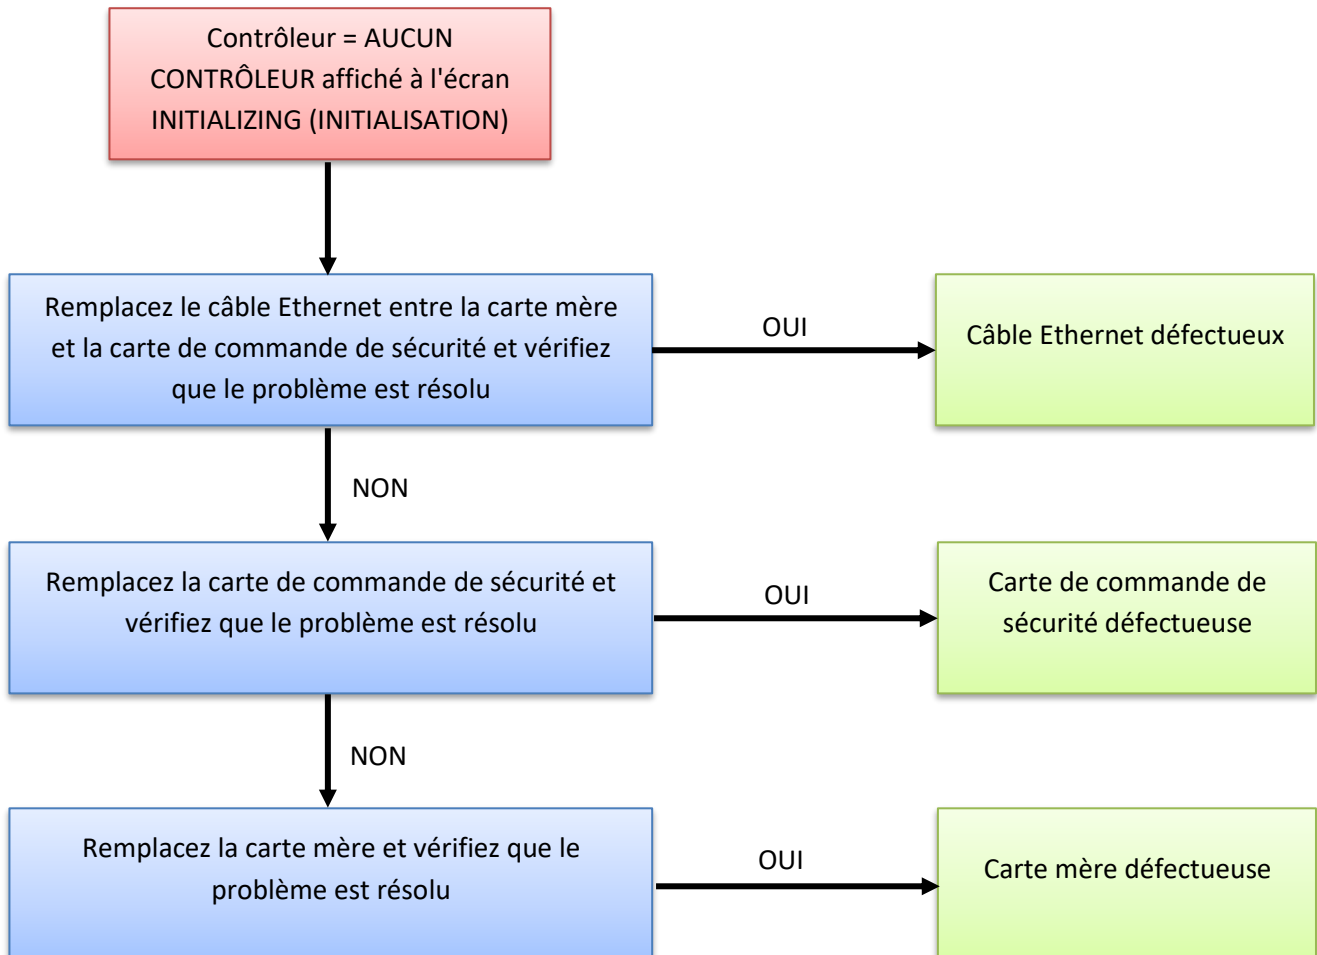 Contrôleur = AUCUN
CONTRÔLEUR affiché à l'écran
INITIALIZING (INITIALISATION)
Remplacez le câble Ethernet entre la carte mère
et la carte de commande de sécurité et vérifiez
que le problème est résolu
OUI
Câble Ethernet défectueux
NON
Remplacez la carte de commande de sécurité et
vérifiez que le problème est résolu
OUI
Carte de commande de
sécurité défectueuse
NON
Remplacez la carte mère et vérifiez que le
problème est résolu
OUI
Carte mère défectueuse